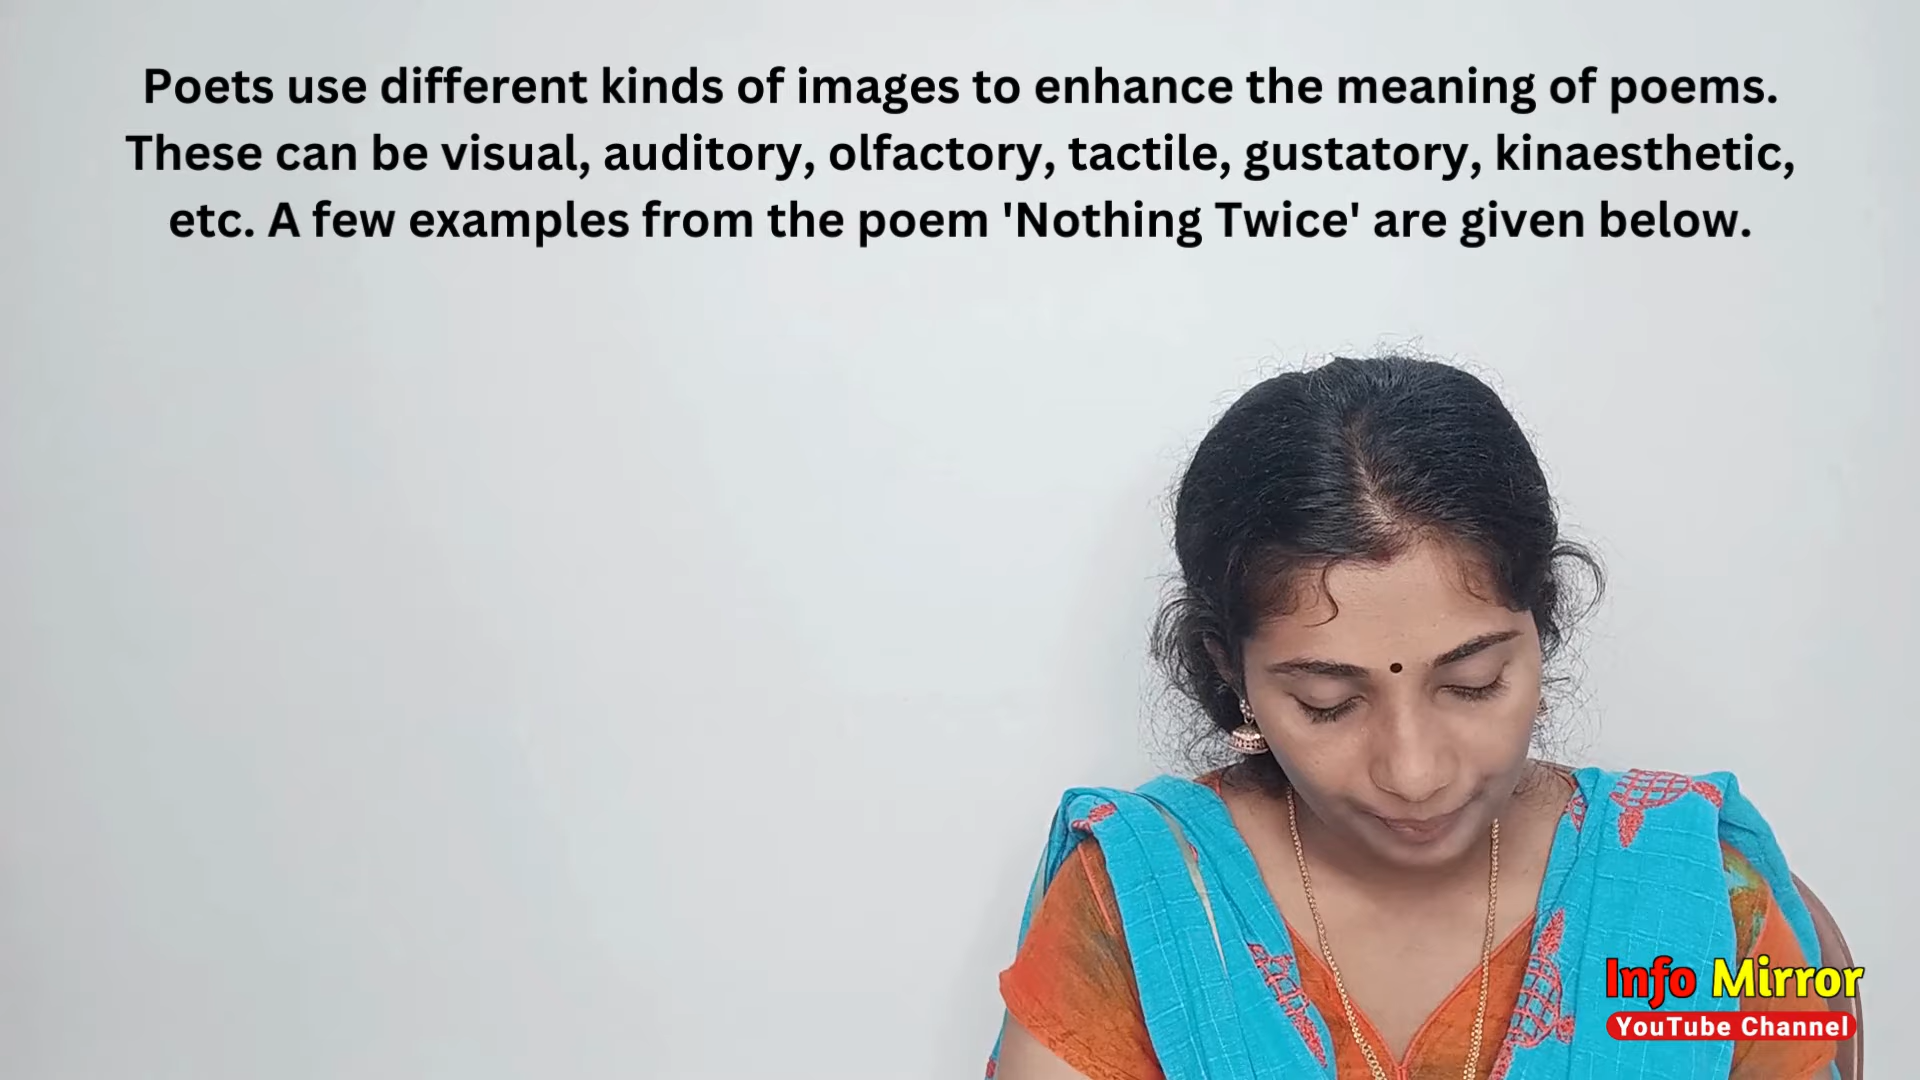 Poets use different kinds of images to enhance the meaning of poems.
These can be visual, auditory, olfactory, tactile, gustatory, kinaesthetic,
etc. A few examples from the poem 'Nothing Twice' are given below.
Info Mirror
YouTube Channel